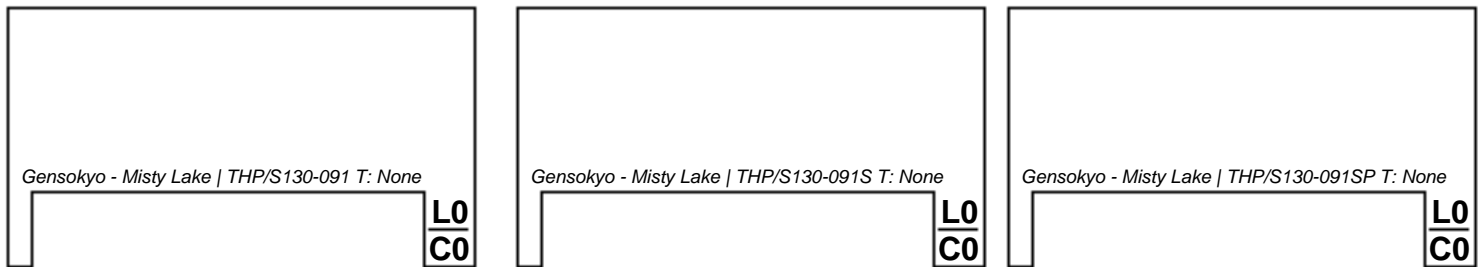 Gensokyo - Misty Lake | THP/S130-091 T: None
L0
C0
Gensokyo - Misty Lake | THP/S130-091S T: None
L0
C0
Gensokyo - Misty Lake | THP/S130-091SP T: None
L0
C0